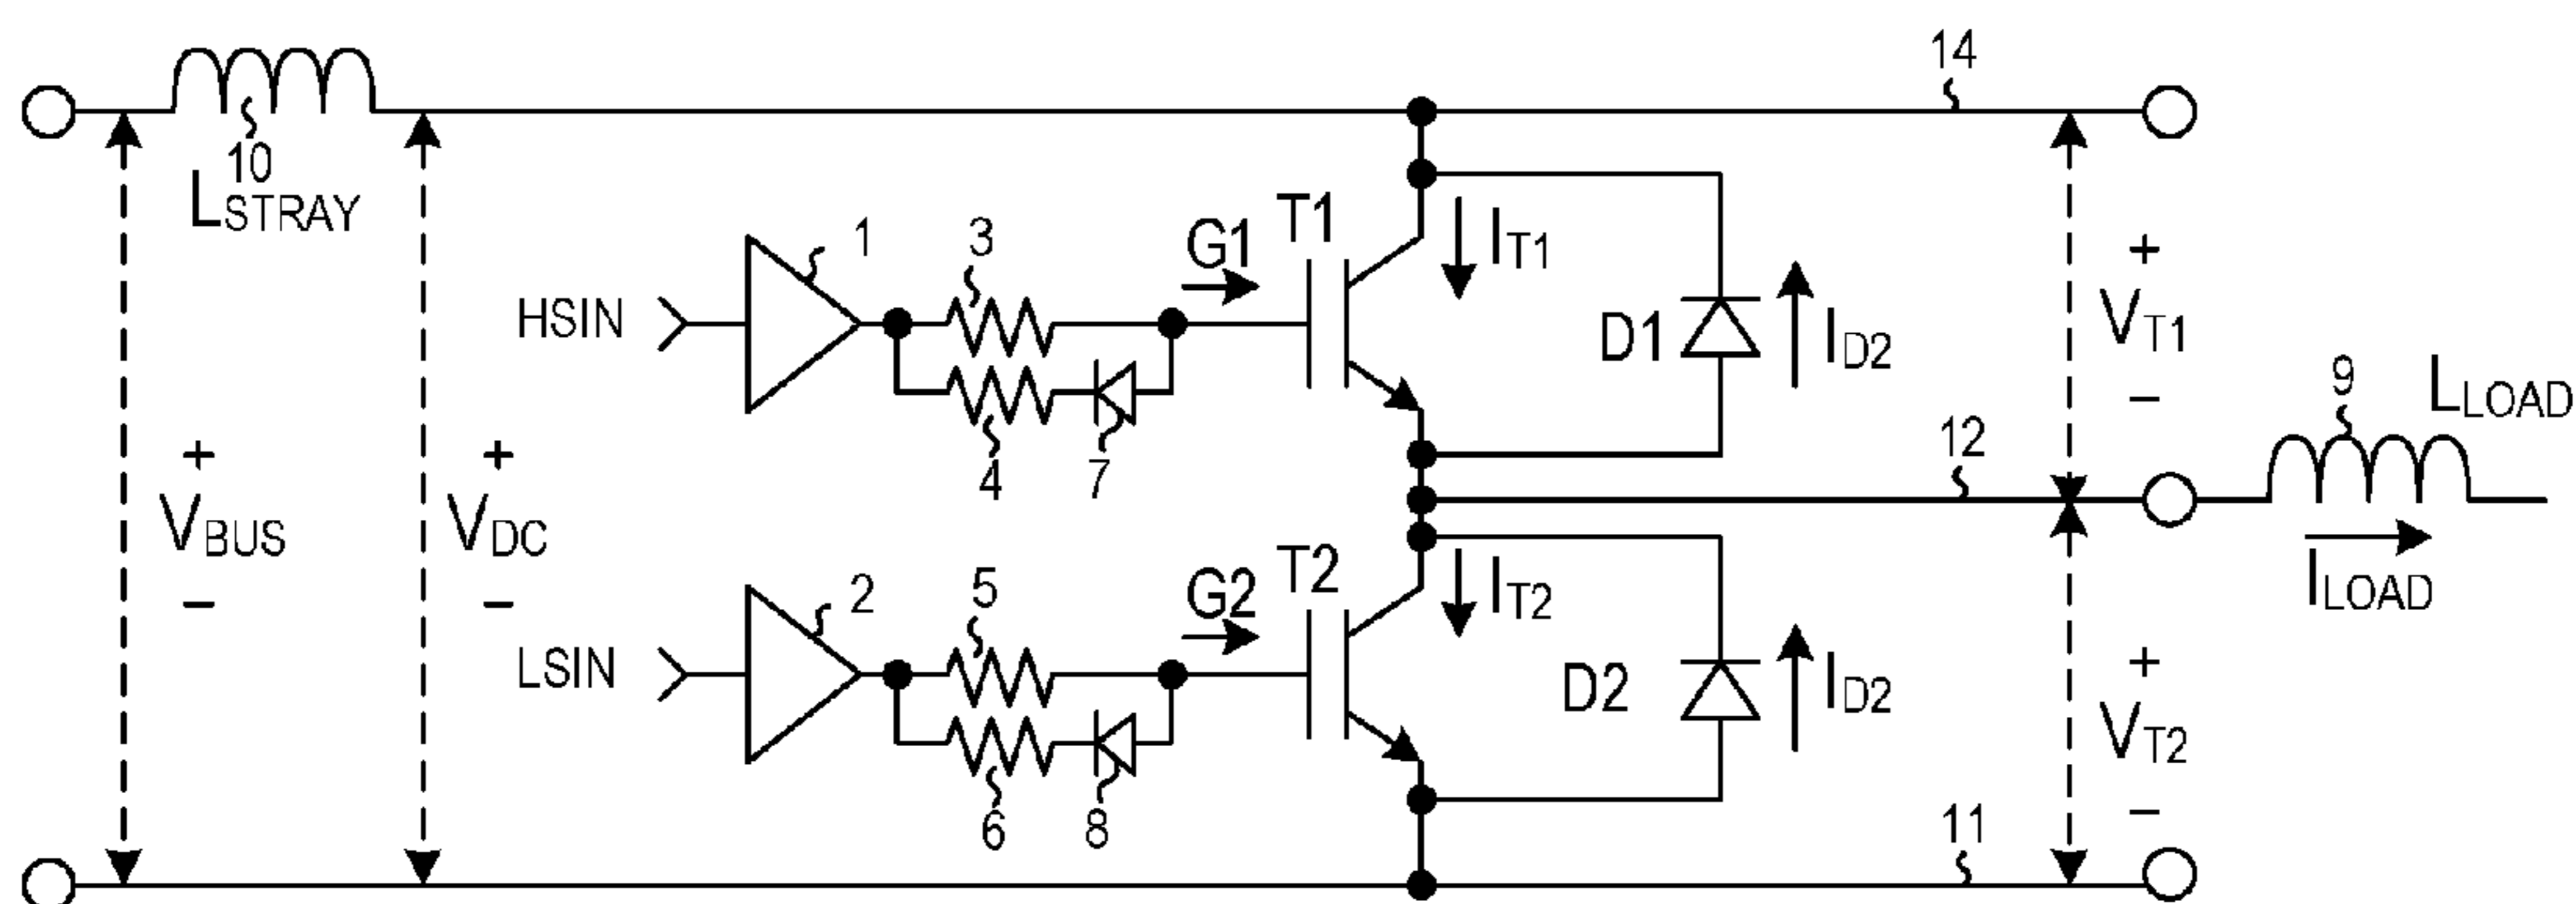 14
10
LSTRAY
1
3
G1
T1
IT1
HSIN
D1
ID2
+
VT1
−
4
7
9
LLOAD
12
+
VBUS
−
+
VDC
−
2
5
G2
T2
IT2
ILOAD
LSIN
D2
ID2
+
VT2
−
6
8
11